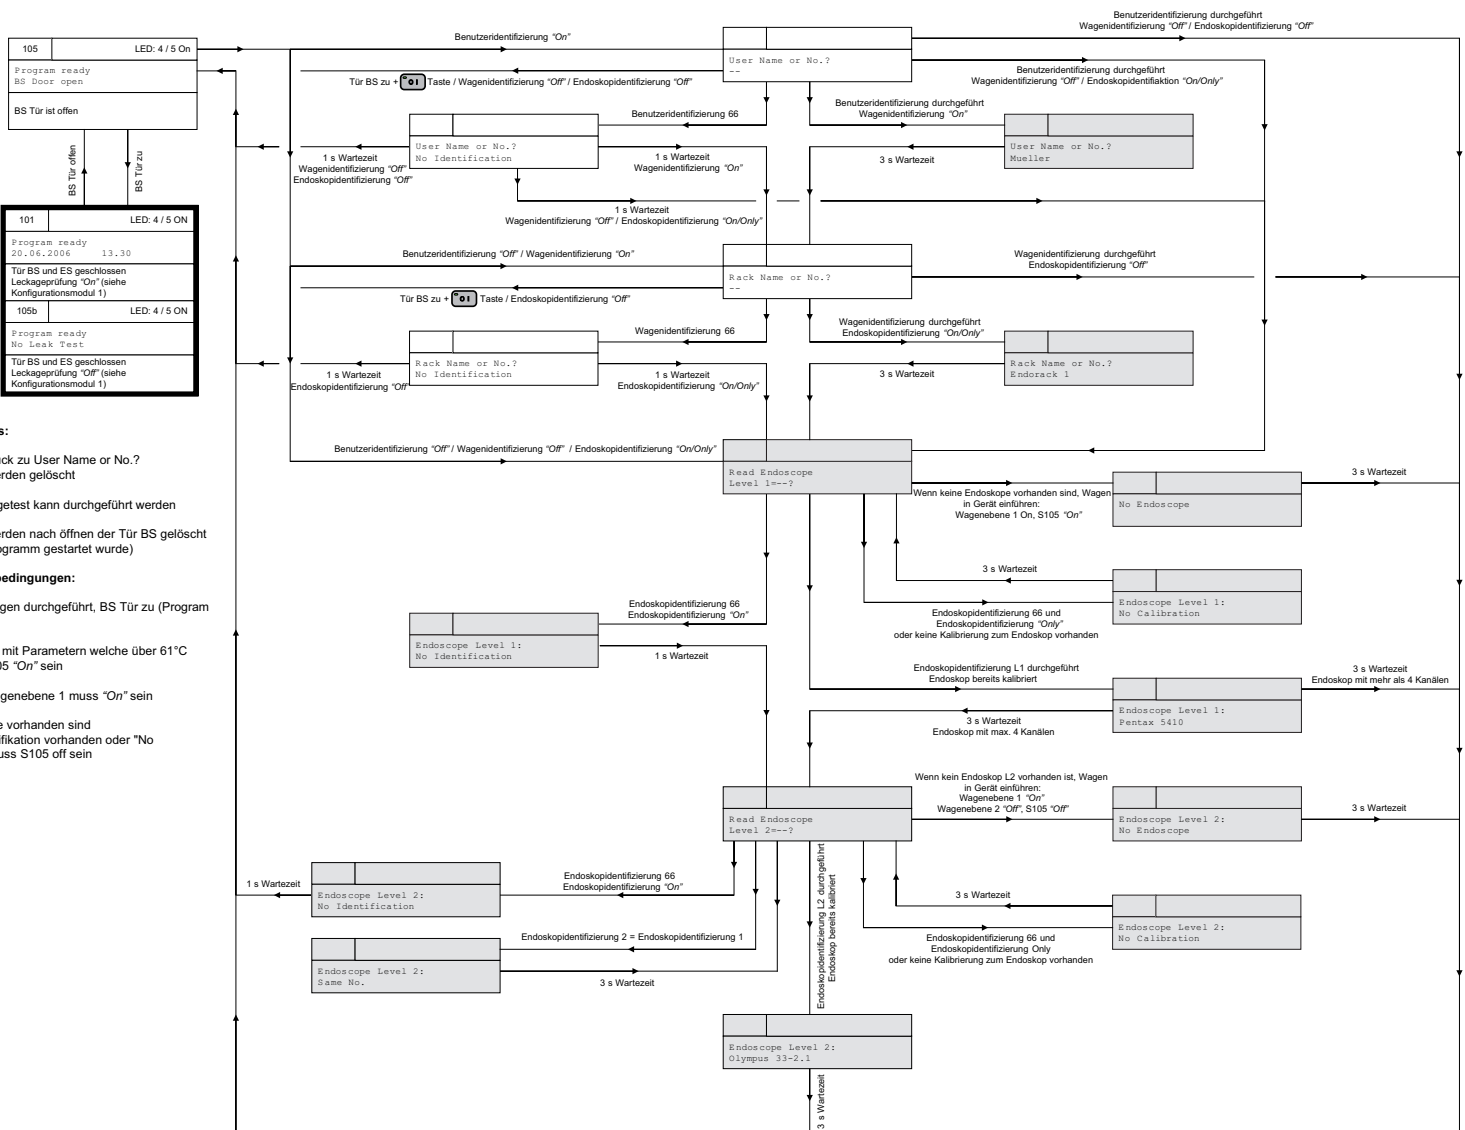 Benutzeridentifizierung durchgeführt
Wagenidentifizierung "Off" / Endoskopidentifizierung "Off"
Benutzeridentifizierung "On"
105
LED: 4 / 5 On
Program ready
BS Door open
BS Tür ist offen
User Name or No.?
--
Tür BS zu + 01 Taste / Wagenidentifizierung "Off" / Endoskopidentifizierung "Off"
Benutzeridentifizierung durchgeführt
Wagenidentifizierung "Off" / Endoskopidentifiaktion "On/Only"
Benutzeridentifizierung 66
Benutzeridentifizierung durchgeführt
Wagenidentifizierung "On"
User Name or No.?
No Identification
1 s Wartezeit
Wagenidentifizierung "Off"
Endoskopidentifizierung "Off"
1 s Wartezeit
Wagenidentifizierung "On"
3 s Wartezeit
User Name or No.?
Mueller
BS Tür offen
BS Tür zu
1 s Wartezeit
Wagenidentifizierung "Off" / Endoskopidentifizierung "On/Only"
101
LED: 4 / 5 ON
Program ready
20.06.2006 13.30
Tür BS und ES geschlossen
Leckageprüfung "On" (siehe
Konfigurationsmodul 1)
105b
LED: 4 / 5 ON
Program ready
No Leak Test
Tür BS und ES geschlossen
Leckageprüfung "Off" (siehe
Konfigurationsmodul 1)
Benutzeridentifizierung "Off" / Wagenidentifizierung "On"
Wagenidentifizierung durchgeführt
Endoskopidentifizierung "Off"
Rack Name or No.?
--
Tür BS zu + 01 Taste / Endoskopidentifizierung "Off"
Wagenidentifizierung 66
Wagenidentifizierung durchgeführt
Endoskopidentifizierung "On/Only"
Rack Name or No.?
No Identification
1 s Wartezeit
Endoskopidentifizierung "Off"
1 s Wartezeit
Endoskopidentifizierung "On/Only"
3 s Wartezeit
Rack Name or No.?
Endorack 1
s:
ück zu User Name or No.?
erden gelöscht
getest kann durchgeführt werden
erden nach öffnen der Tür BS gelöscht
ogramm gestartet wurde)
bedingungen:
gen durchgeführt, BS Tür zu (Program
mit Parametern welche über 61°C
05 "On" sein
genebene 1 muss "On" sein
e vorhanden sind
ifikation vorhanden oder "No
uss S105 off sein
Benutzeridentifizierung "Off" / Wagenidentifizierung "Off" / Endoskopidentifizierung "On/Only"
Read Endoscope
Level 1=--?
Wenn keine Endoskope vorhanden sind, Wagen
in Gerät einführen:
Wagenebene 1 On, S105 "On"
No Endoscope
3 s Wartezeit
3 s Wartezeit
Endoscope Level 1:
No Calibration
Endoskopidentifizierung 66 und
Endoskopidentifizierung "Only"
oder keine Kalibrierung zum Endoskop vorhanden
Endoskopidentifizierung 66
Endoskopidentifizierung "On"
Endoscope Level 1:
No Identification
1 s Wartezeit
Endoskopidentifizierung L1 durchgeführt
Endoskop bereits kalibriert
3 s Wartezeit
Endoskop mit mehr als 4 Kanälen
Endoscope Level 1:
Pentax 5410
3 s Wartezeit
Endoskop mit max. 4 Kanälen
Wenn kein Endoskop L2 vorhanden ist, Wagen
in Gerät einführen:
Wagenebene 1 "On"
Wagenebene 2 "Off", S105 "Off"
Read Endoscope
Level 2=--?
Endoscope Level 2:
No Endoscope
3 s Wartezeit
Endoskopidentifizierung 66
Endoskopidentifizierung "On"
1 s Wartezeit
Endoscope Level 2:
No Identification
Endoskopidentifizierung L2 durchgeführt
Endoskop bereits kalibriert
3 s Wartezeit
Endoscope Level 2:
No Calibration
Endoskopidentifizierung 66 und
Endoskopidentifizierung Only
oder keine Kalibrierung zum Endoskop vorhanden
Endoskopidentifizierung 2 = Endoskopidentifizierung 1
Endoscope Level 2:
Same No.
3 s Wartezeit
Endoscope Level 2:
Olympus 33-2.1
3 s Wartezeit